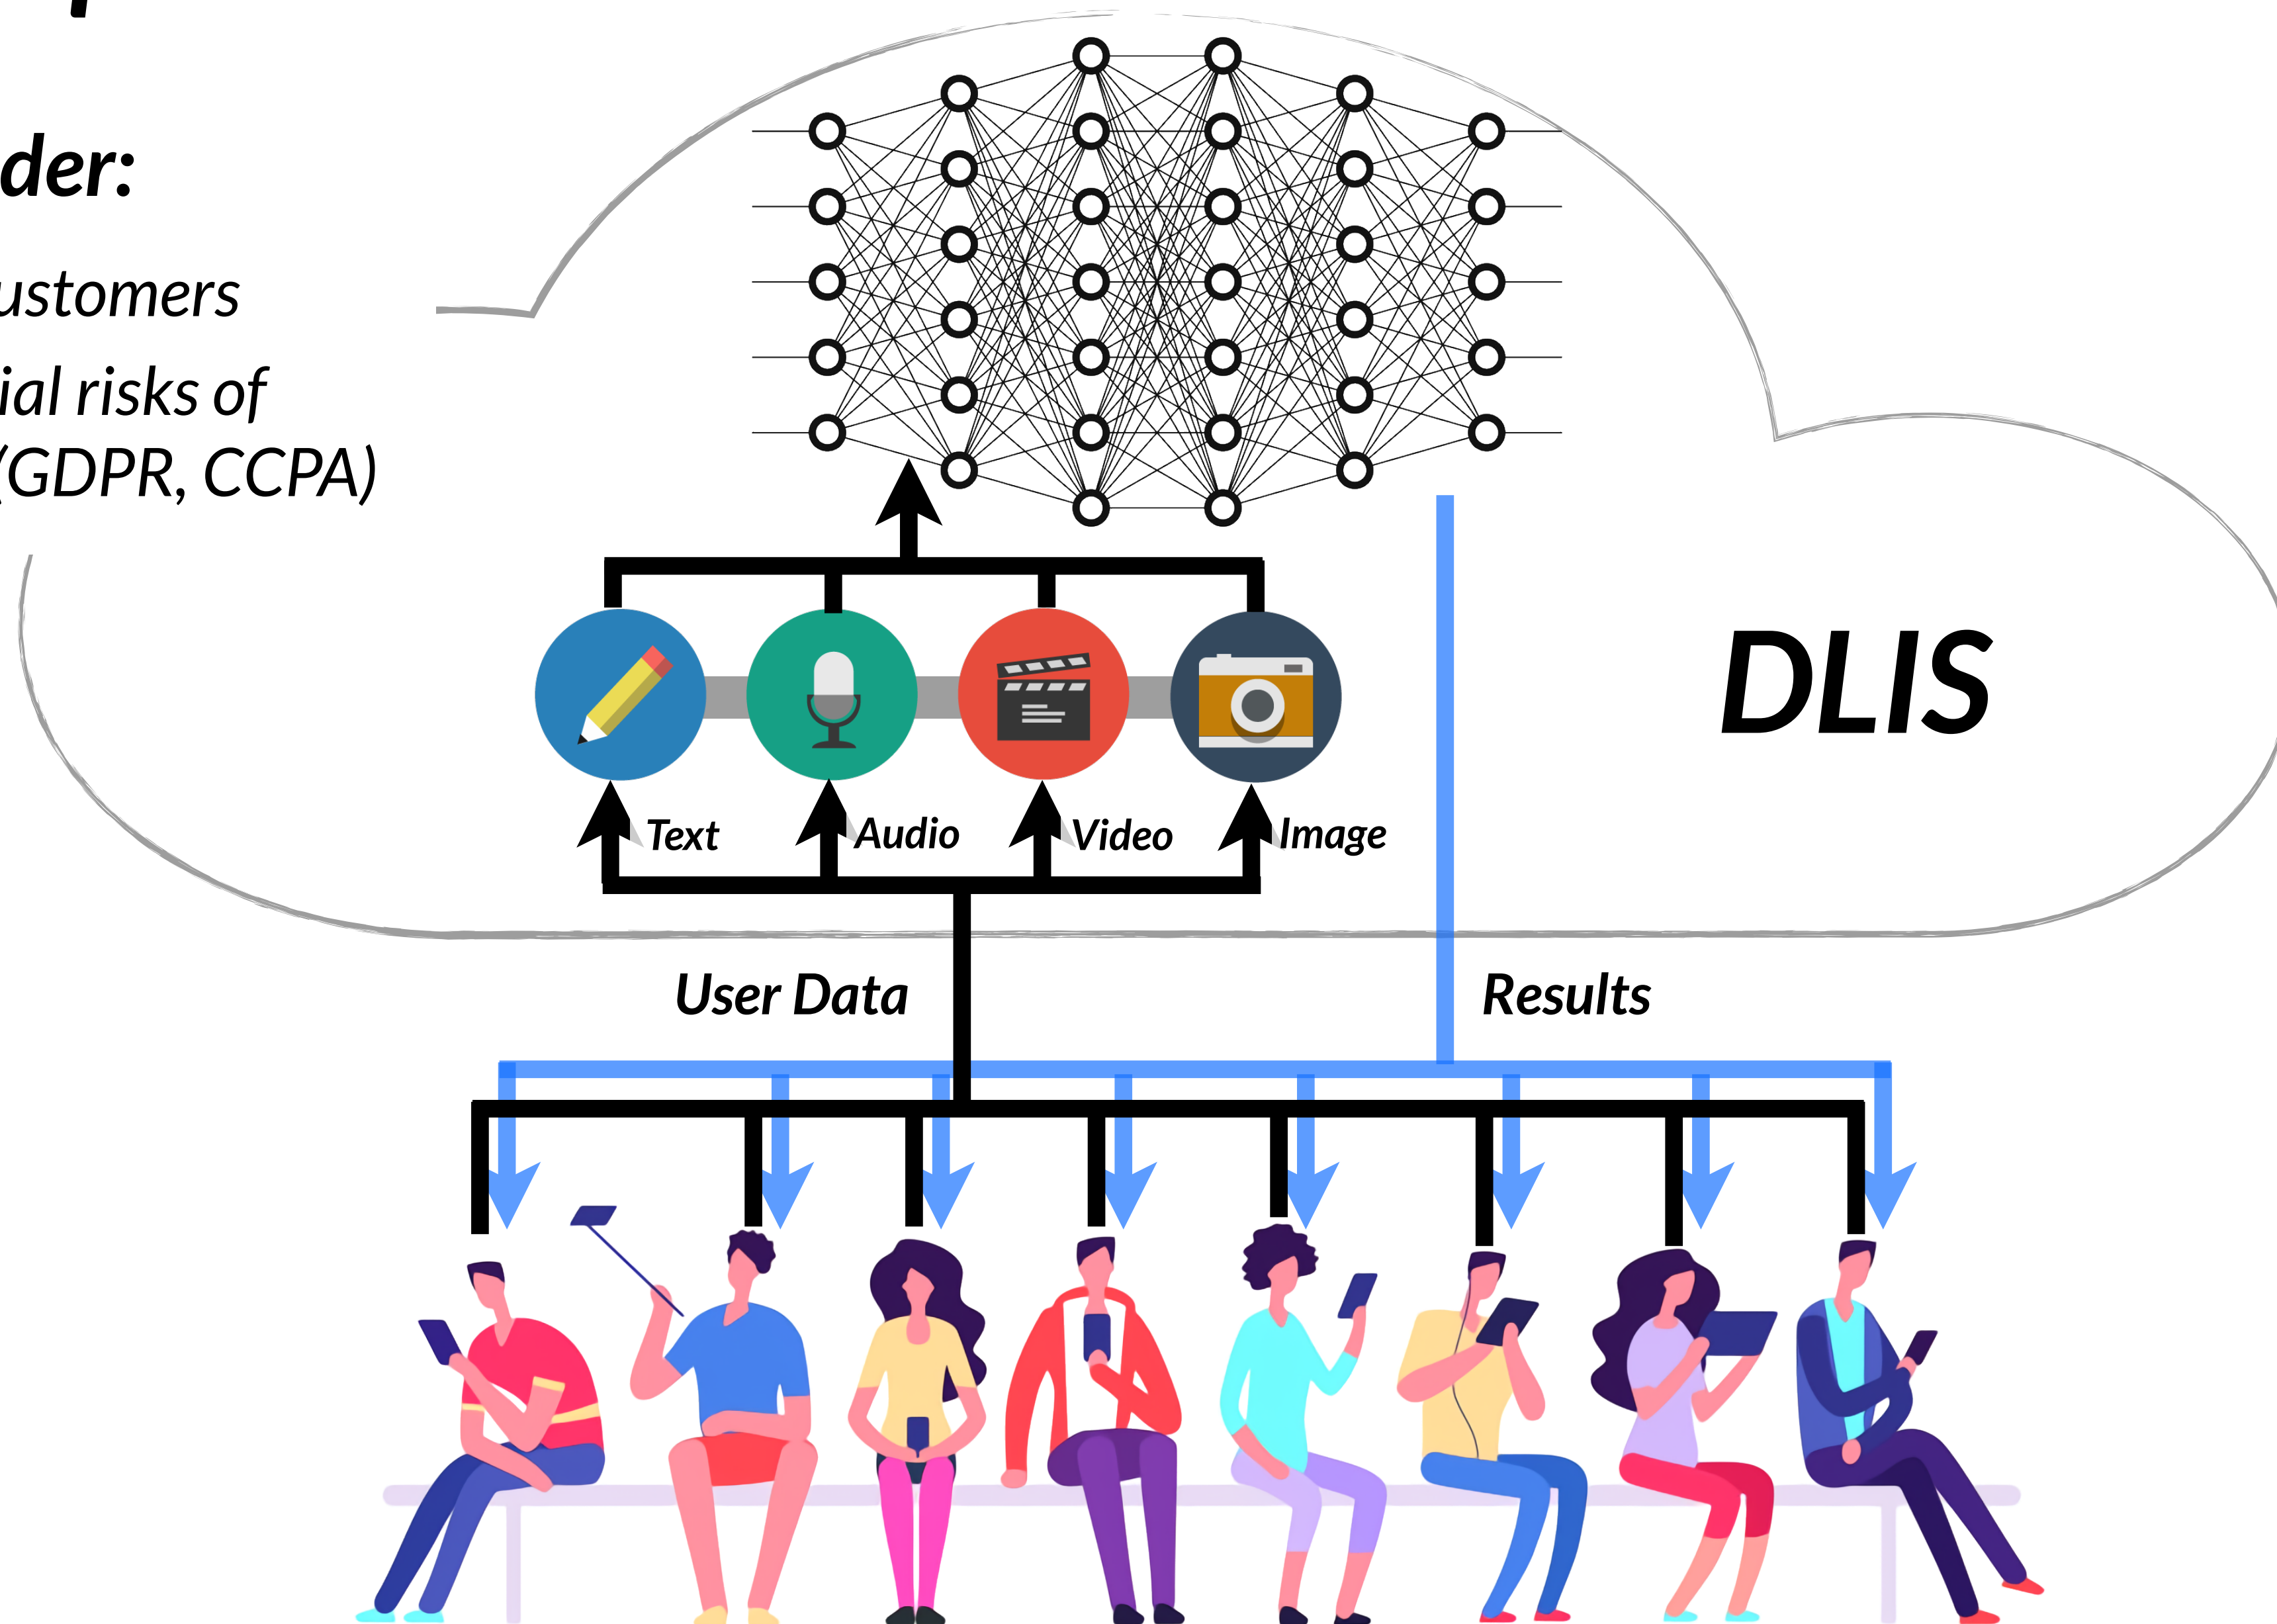 der:
ustomers
ial risks of
(GDPR, CCPA)
DLIS
Text Audio Video Image
User Data Results